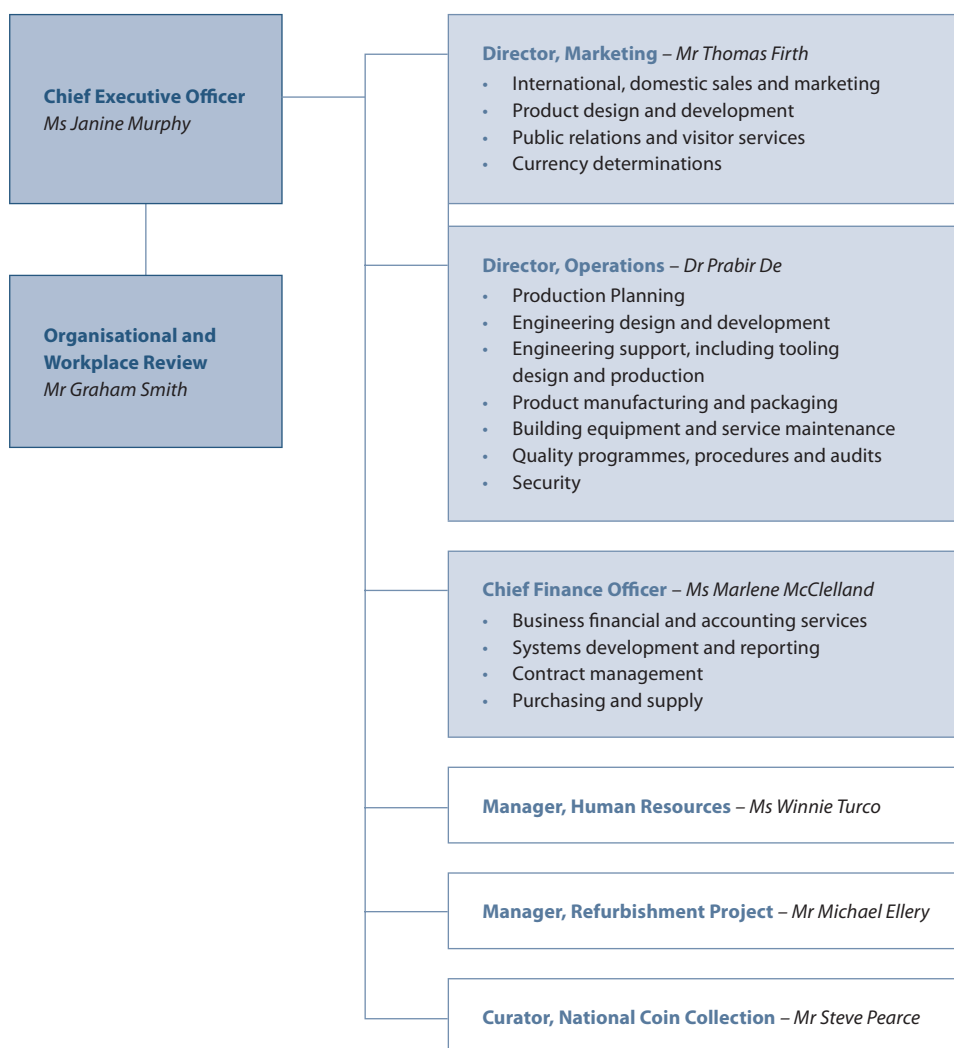 Chief Executive Officer
Ms Janine Murphy
Organisational and
Workplace Review
Mr Graham Smith
Director, Marketing – Mr Thomas Firth
• International, domestic sales and marketing
• Product design and development
• Public relations and visitor services
• Currency determinations
Director, Operations – Dr Prabir De
• Production Planning
• Engineering design and development
• Engineering support, including tooling
design and production
• Product manufacturing and packaging
• Building equipment and service maintenance
• Quality programmes, procedures and audits
• Security
Chief Finance Officer – Ms Marlene McClelland
• Business financial and accounting services
• Systems development and reporting
• Contract management
• Purchasing and supply
Manager, Human Resources – Ms Winnie Turco
Manager, Refurbishment Project – Mr Michael Ellery
Curator, National Coin Collection – Mr Steve Pearce